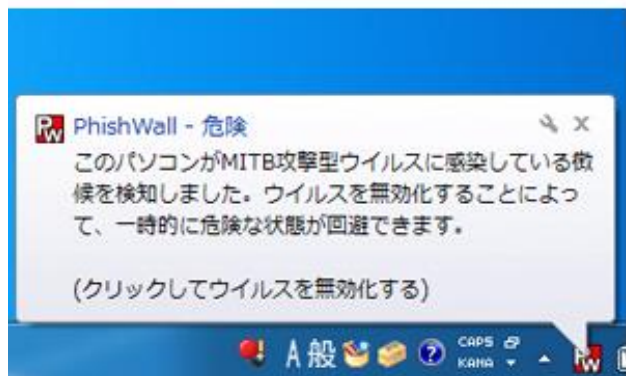 PhishWall - 危険
このパソコンがMITB攻撃型ウイルスに感染している徴
候を検知しました。ウイルスを無効化することによっ
て、一時的に危険な状態が回避できます。
(クリックしてウイルスを無効化する)
A 般 CAPS
KANA